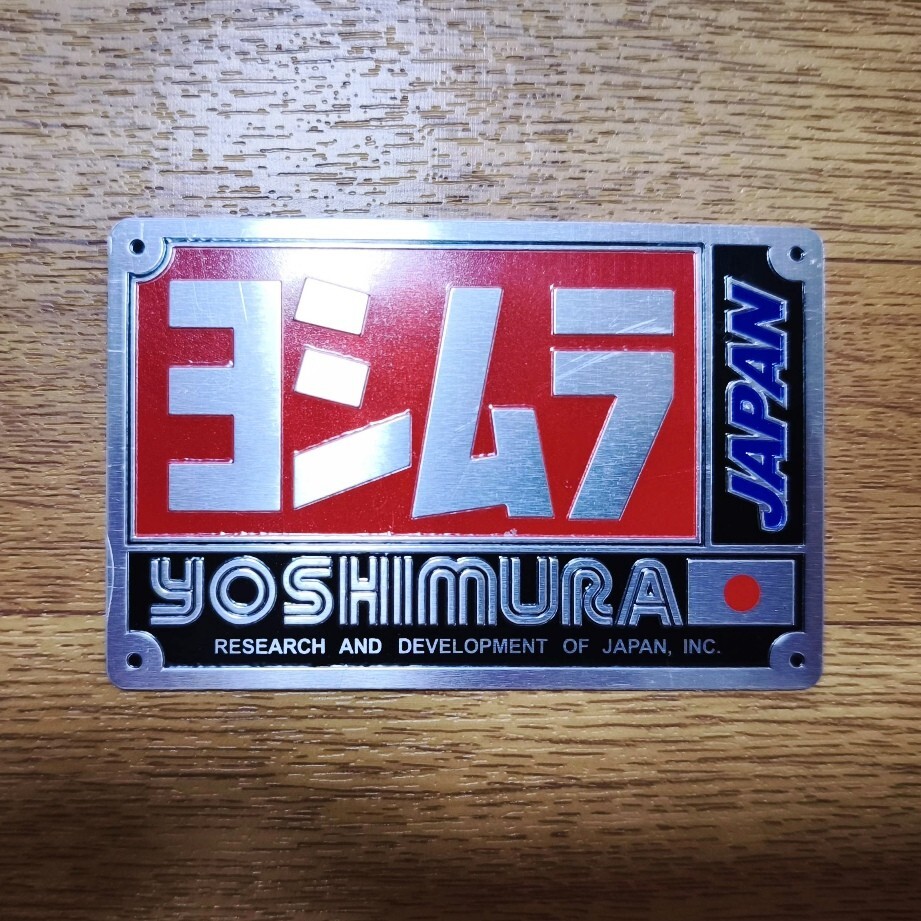 ヨシムラ
JAPAN
YOSHIMURA
RESEARCH AND DEVELOPMENT OF JAPAN, INC.